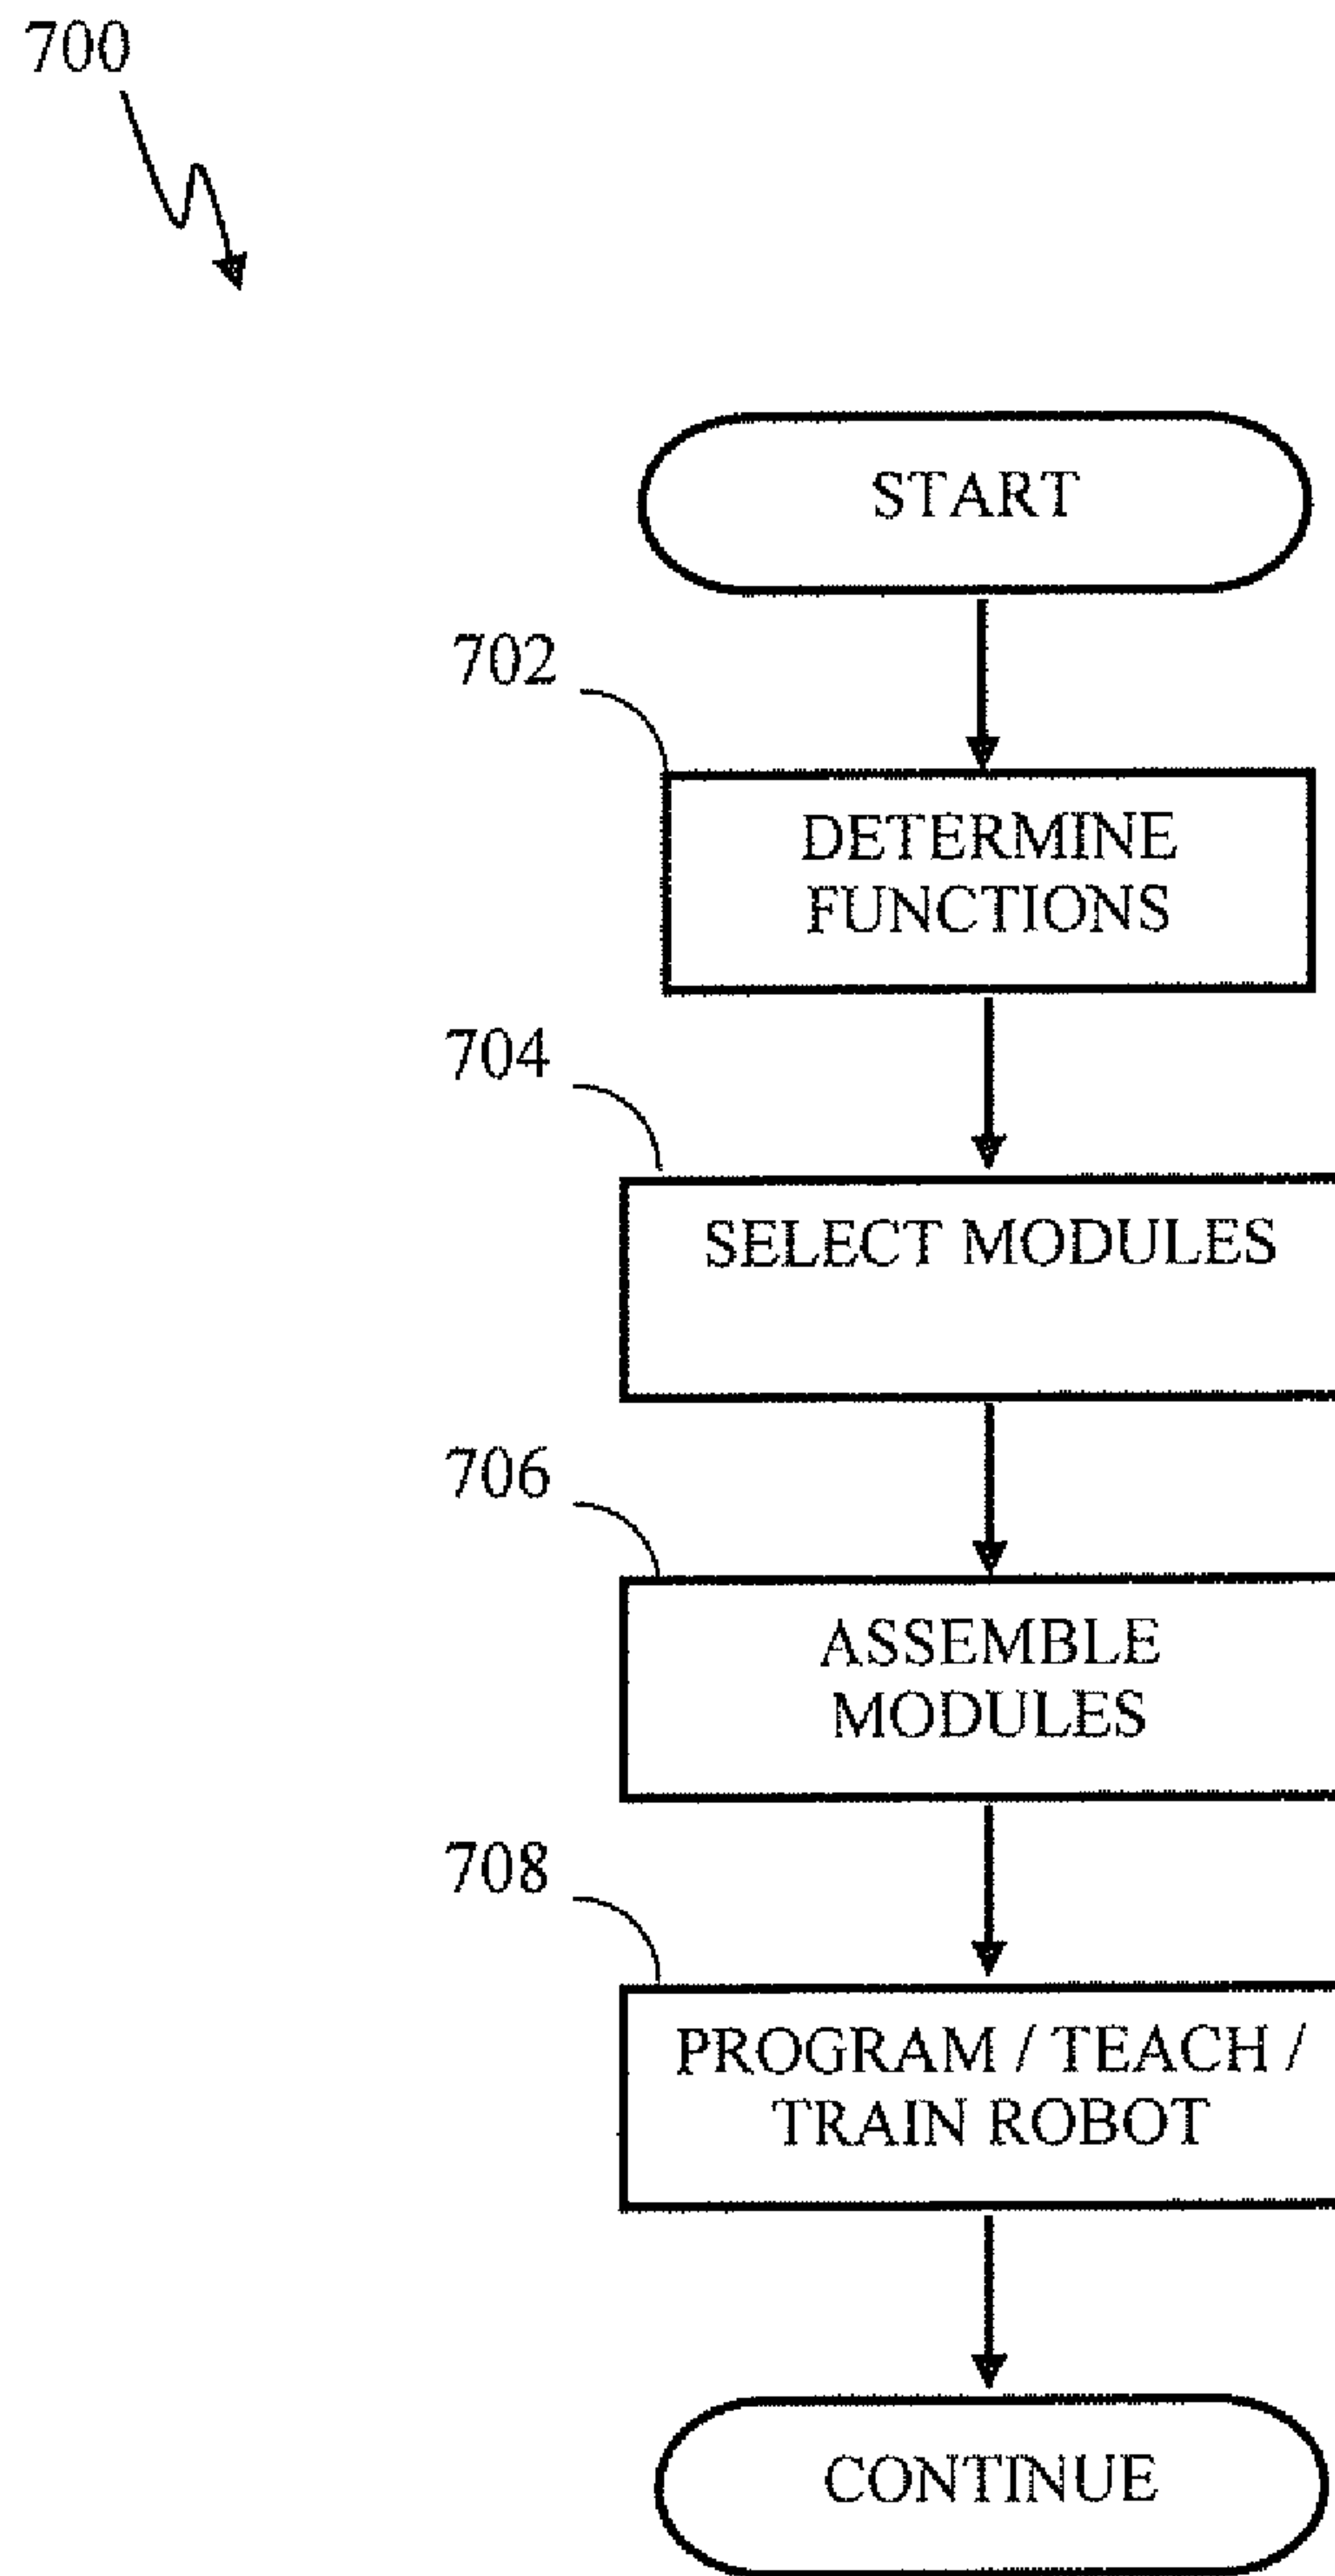 700
START
702
DETERMINE
FUNCTIONS
704
SELECT MODULES
706
ASSEMBLE
MODULES
708
PROGRAM / TEACH /
TRAIN ROBOT
CONTINUE